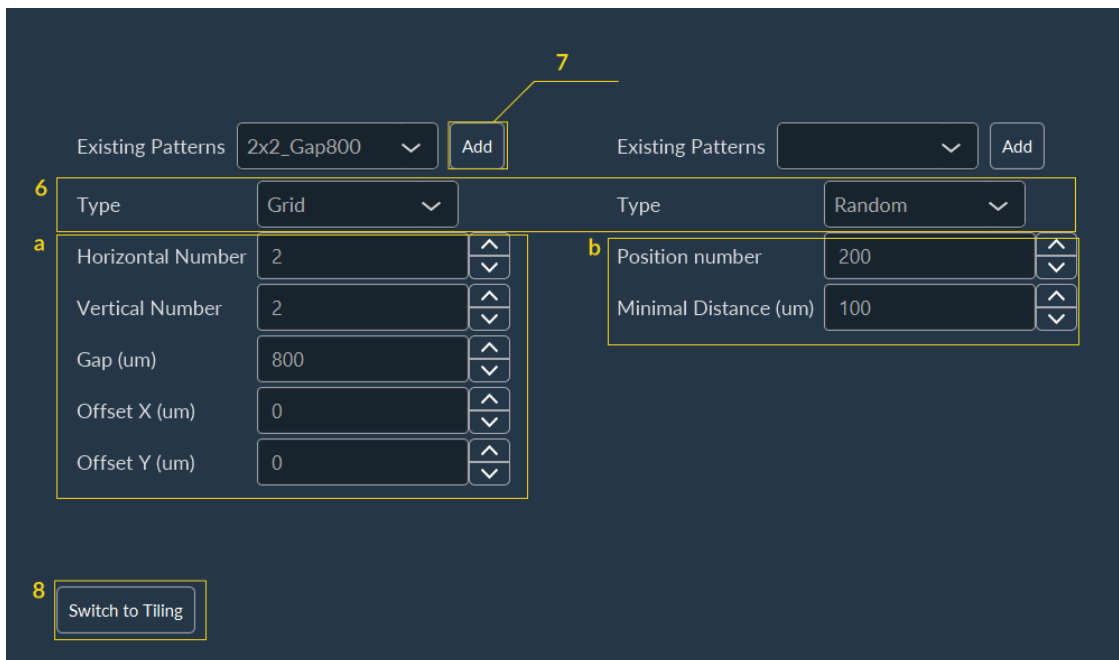 7
Existing Patterns 2x2_Gap800 Add Existing Patterns Add
6 Type Grid Type Random
a Horizontal Number 2 b Position number 200
Vertical Number 2 Minimal Distance (um) 100
Gap (um) 800
Offset X (um) 0
Offset Y (um) 0
8 Switch to Tiling